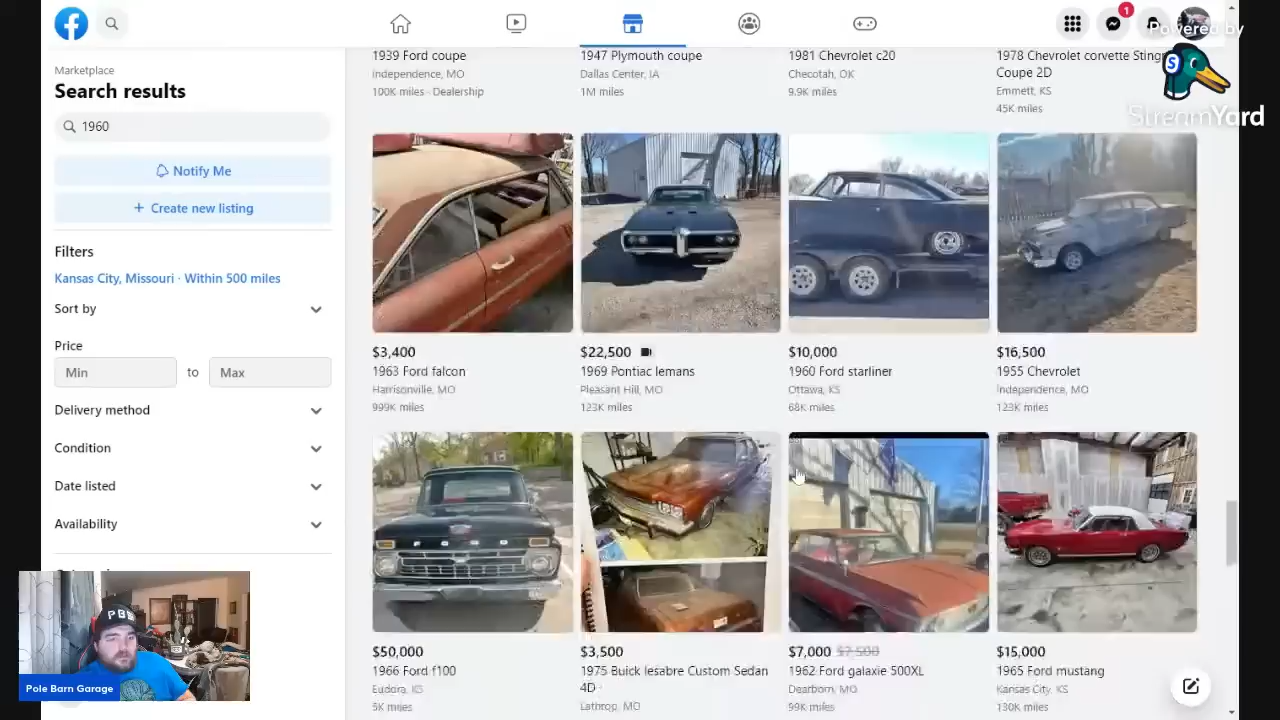 1
Powered by
StreamYard
Marketplace
Search results
1960
Notify Me
+ Create new listing
Filters
Kansas City, Missouri · Within 500 miles
Sort by
Price
Min
to
Max
Delivery method
Condition
Date listed
Availability
PBG
Pole Barn Garage
1939 Ford coupe
Independence, MO
100K miles · Dealership
1947 Plymouth coupe
Dallas Center, IA
1M miles
1981 Chevrolet c20
Checotah, OK
9.9K miles
1978 Chevrolet corvette Sting
Coupe 2D
Emmett, KS
45K miles
$3,400
1963 Ford falcon
Harrisonville, MO
999K miles
$22,500
1969 Pontiac lemans
Pleasant Hill, MO
123K miles
$10,000
1960 Ford starliner
Ottawa, KS
68K miles
$16,500
1955 Chevrolet
Independence, MO
123K miles
FORD
$50,000
1966 Ford f100
Eudora, KS
5K miles
$3,500
1975 Buick lesabre Custom Sedan
4D
Lathrop, MO
$7,000 $7,500
1962 Ford galaxie 500XL
Dearborn, MO
99K miles
$15,000
1965 Ford mustang
Kansas City, KS
130K miles